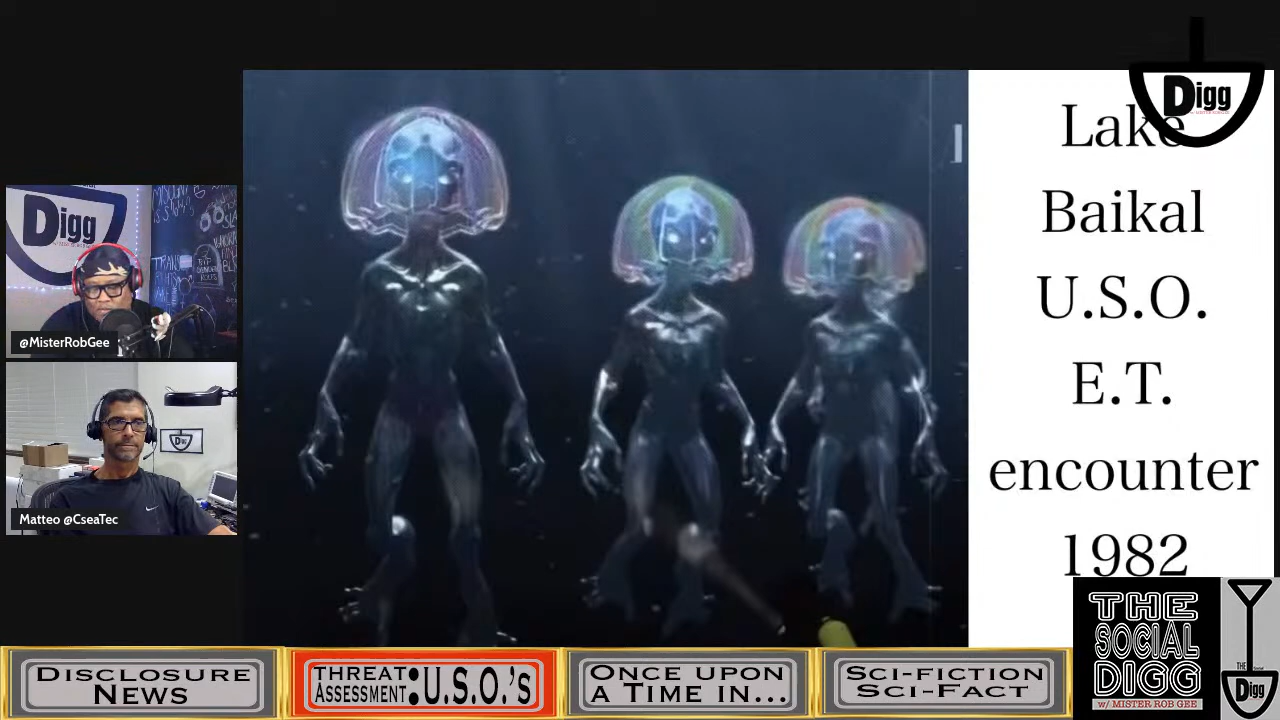 Digg
Lake
Baikal
U.S.O.
E.T.
encounter
1982
Digg
@MisterRobGee
Digg
Matteo @CseaTec
DISCLOSURE
NEWS
THREAT
ASSESSMENT
:U.S.O.'s
ONCE UPON
A TIME IN...
SCI-FICTION
SCI-FACT
THE
SOCIAL
DIGG
w/ MISTER ROB GEE
THE
Digg